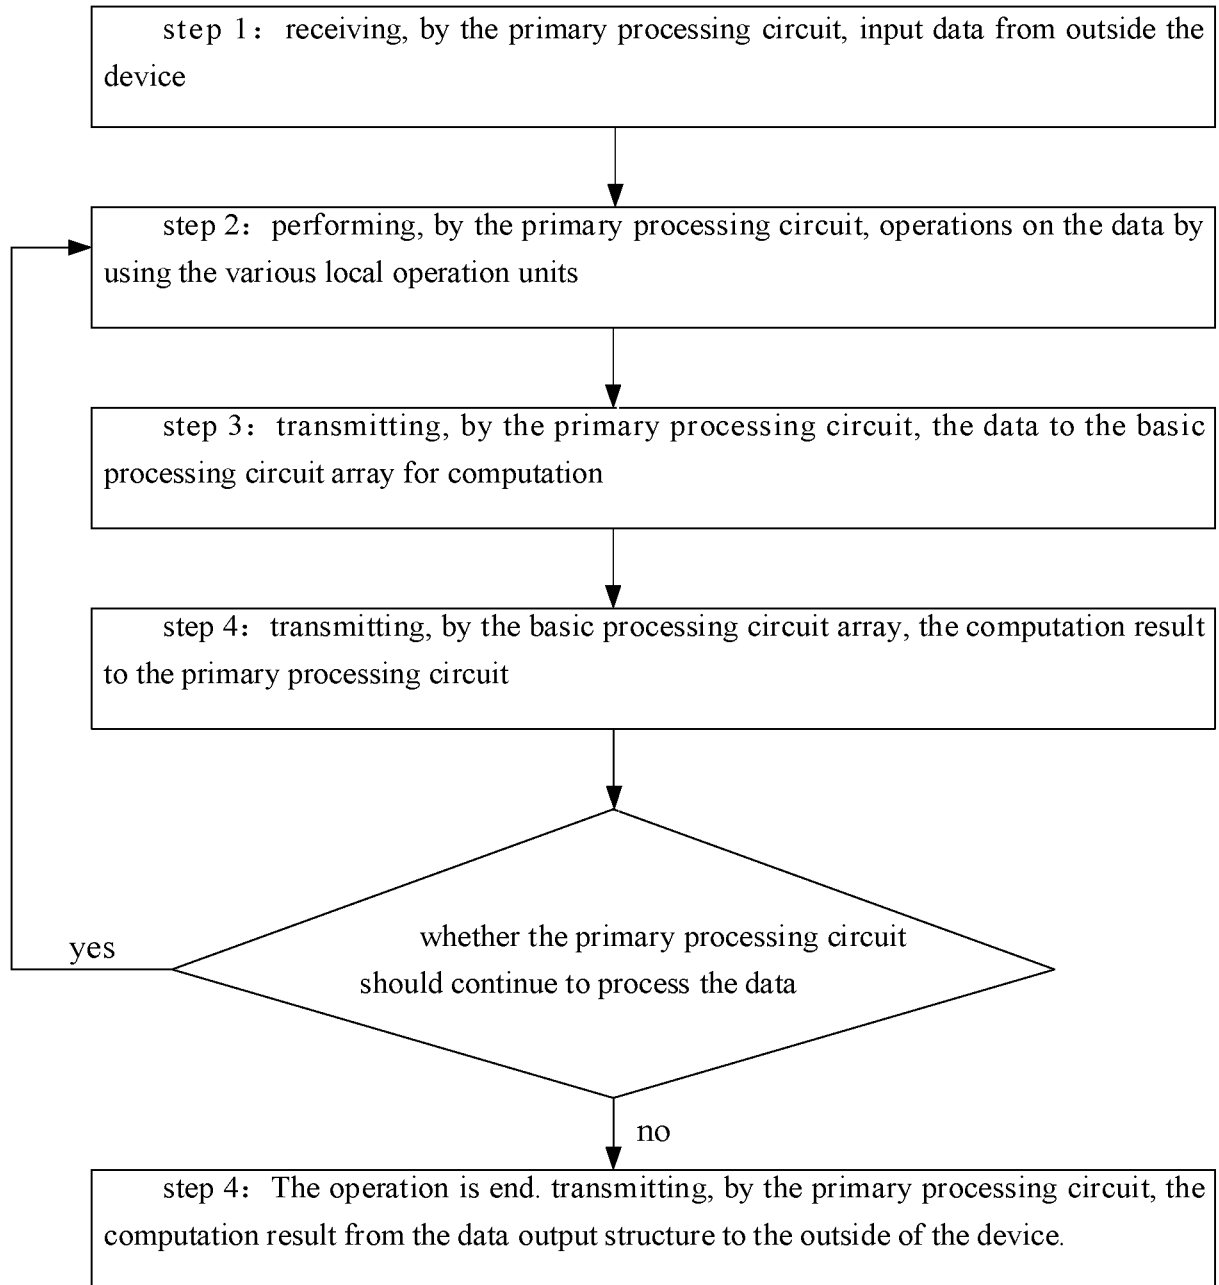 step 1：receiving, by the primary processing circuit, input data from outside the
device
step 2：performing, by the primary processing circuit, operations on the data by
using the various local operation units
step 3：transmitting, by the primary processing circuit, the data to the basic
processing circuit array for computation
step 4：transmitting, by the basic processing circuit array, the computation result
to the primary processing circuit
whether the primary processing circuit
should continue to process the data
yes
no
step 4：The operation is end. transmitting, by the primary processing circuit, the
computation result from the data output structure to the outside of the device.